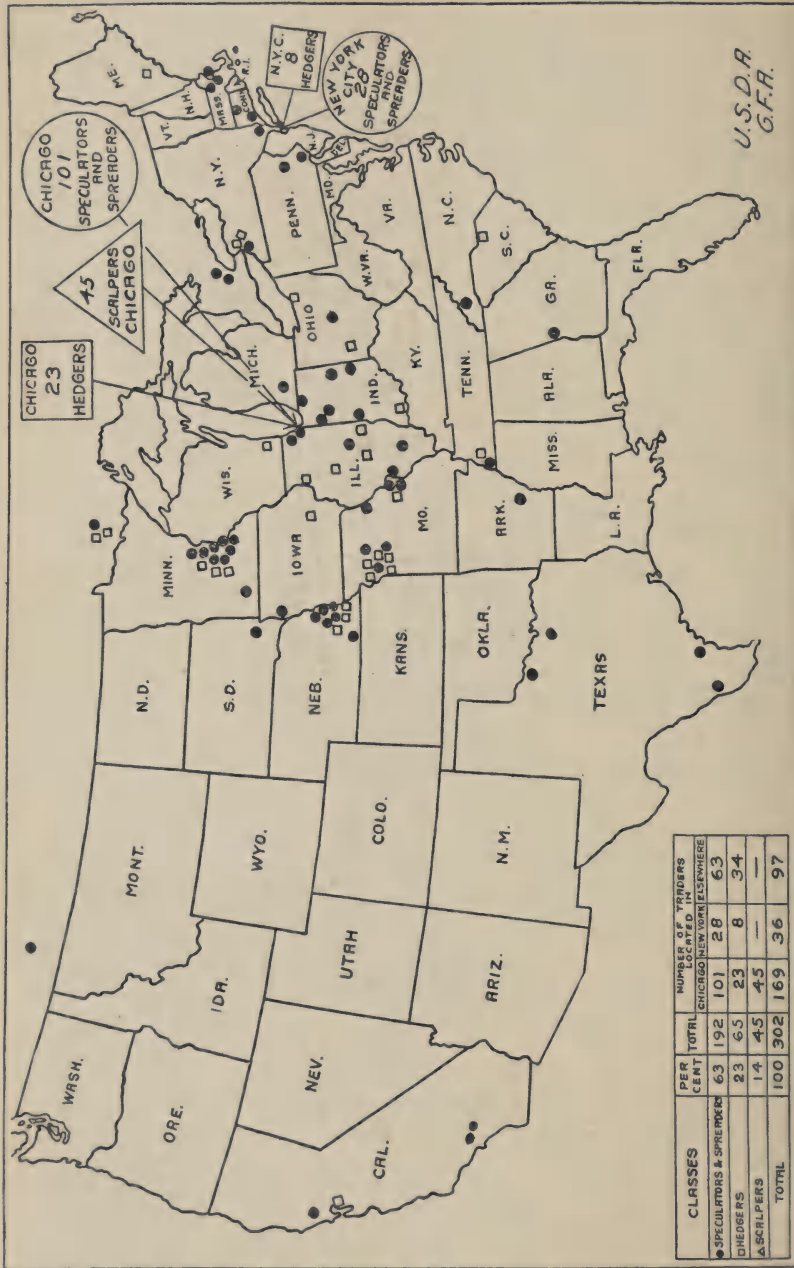 ME.
VT.
N.H.
MASS.
CONN.
R.I.
N.Y.
N.J.
PENN.
DEL.
MD.
VA.
W.VA.
N.C.
S.C.
GA.
FLA.
OHIO
MICH.
IND.
KY.
TENN.
ALA.
MISS.
WIS.
ILL.
MINN.
IOWA
MO.
ARK.
L.A.
N.D.
S.D.
NEB.
KANS.
OKLA.
TEXAS
MONT.
WYO.
COLO.
N.M.
IDA.
UTAH
ARIZ.
WASH.
ORE.
NEV.
CAL.
CHICAGO
23
HEDGERS
45
SCALPERS
CHICAGO
CHICAGO
101
SPECULATORS
AND
SPREADERS
N.Y.C.
8
HEDGERS
NEW YORK
CITY
28
SPECULATORS
AND
SPREADERS
CLASSES PER CENT TOTAL NUMBER OF TRADERS LOCATED IN
CHICAGO NEW YORK ELSEWHERE
● SPECULATORS & SPREADERS 63 192 101 28 63
□ HEDGERS 23 65 23 8 34
△ SCALPERS 14 45 45 — —
TOTAL 100 302 169 36 97
U.S.D.A.
G.F.A.